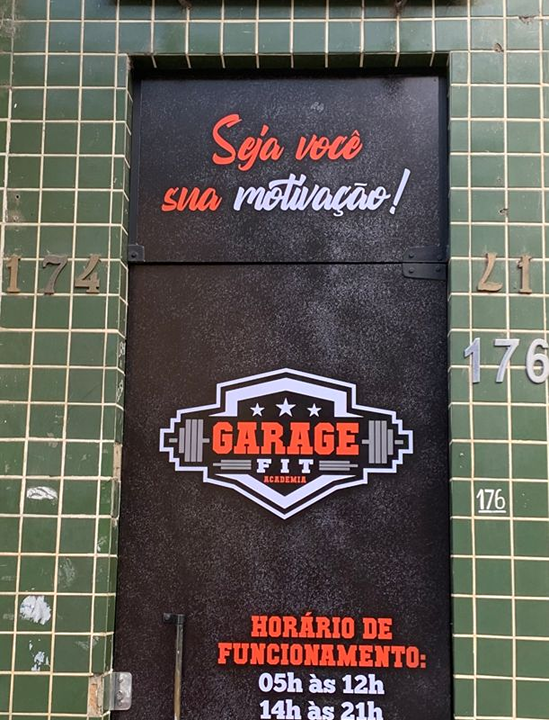 Seja você
sua motivação!
174
176
GARAGE
FIT
ACADEMIA
176
HORÁRIO DE
FUNCIONAMENTO:
05h às 12h
14h às 21h